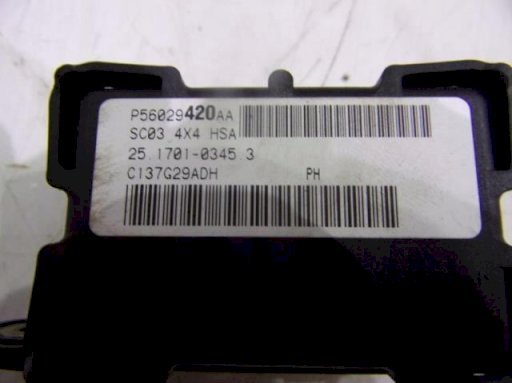 P56029420AA
SC03 4X4 HSA
25.1701-0345.3
C137G29ADH PH